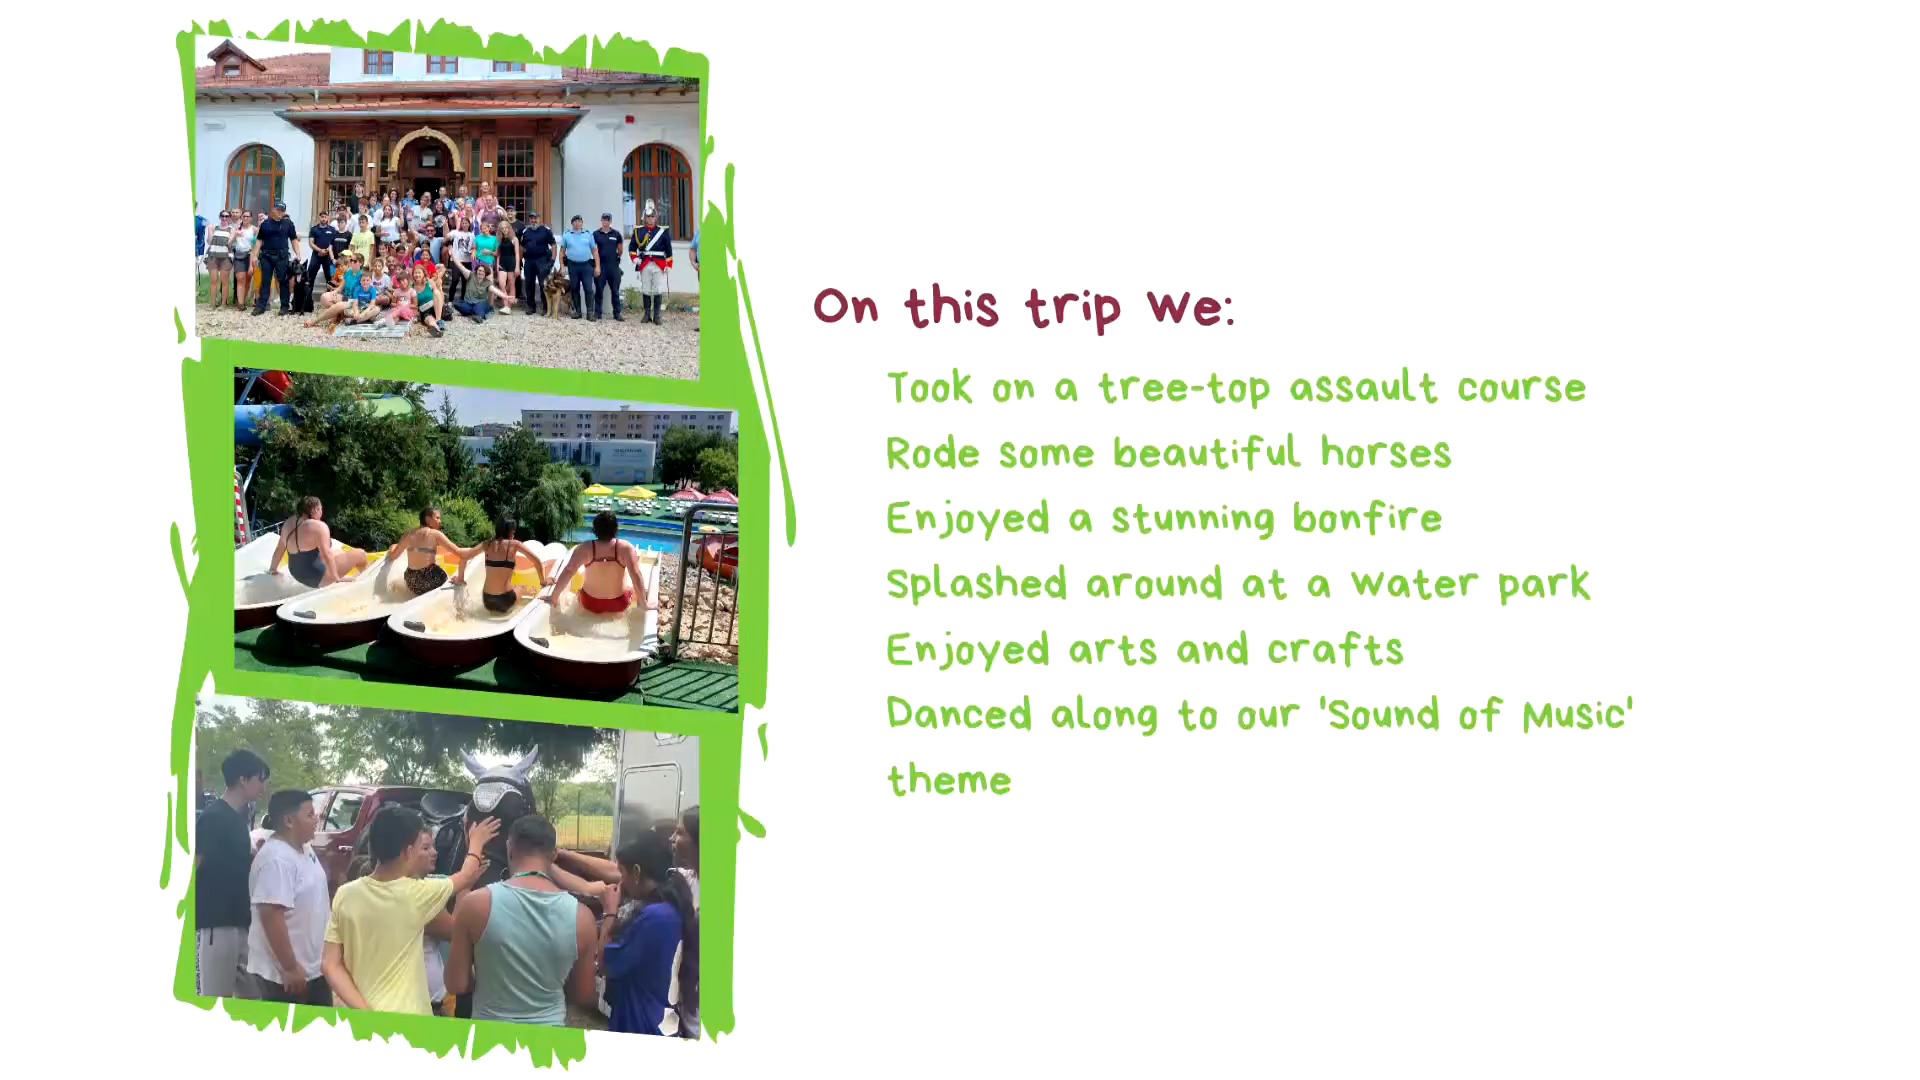 On this trip we:
Took on a tree-top assault course
Rode some beautiful horses
Enjoyed a stunning bonfire
Splashed around at a water park
Enjoyed arts and crafts
Danced along to our 'Sound of Music'
theme